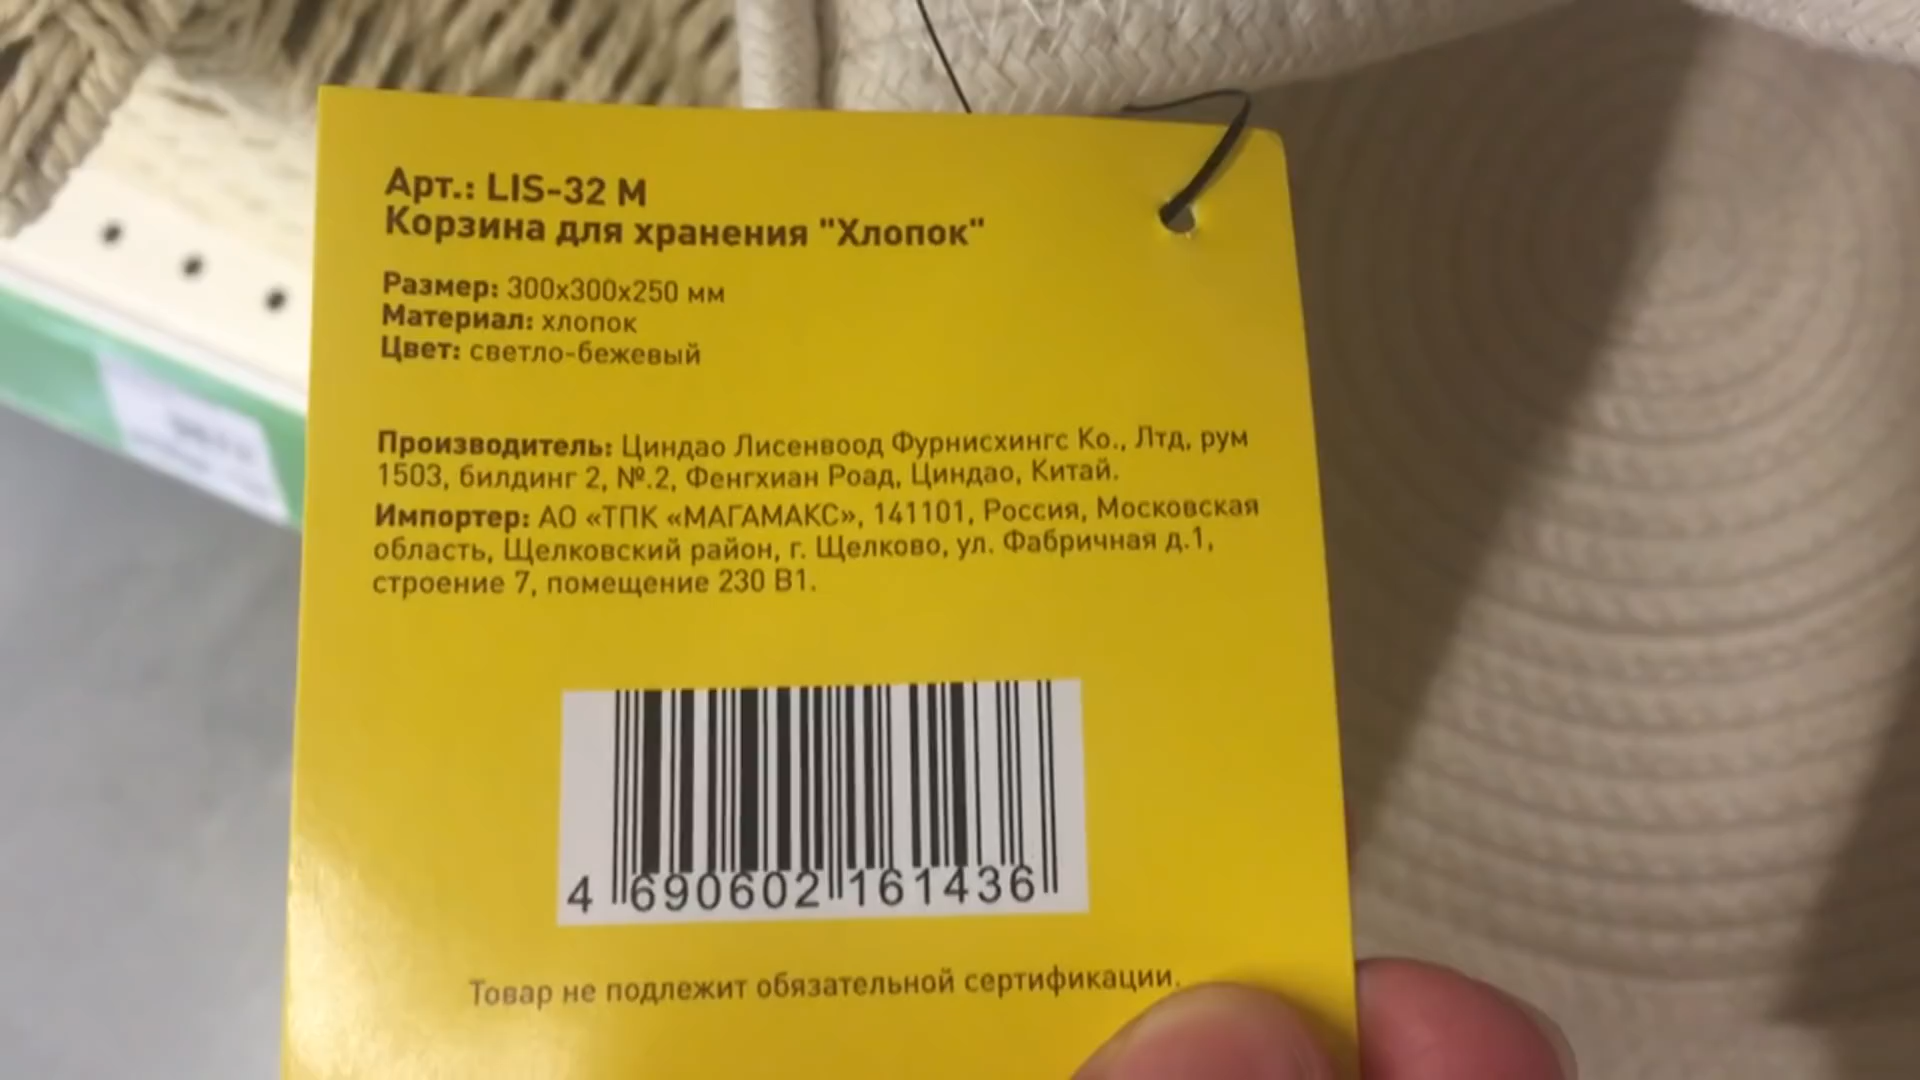 Арт.: LIS-32 M
Корзина для хранения "Хлопок"
Размер: 300х300х250 мм
Материал: хлопок
Цвет: светло-бежевый
Производитель: Циндао Лисенвоод Фурнисхингс Ко., Лтд, рум
1503, билдинг 2, №.2, Фенгхиан Роад, Циндао, Китай.
Импортер: АО «ТПК «МАГАМАКС», 141101, Россия, Московская
область, Щелковский район, г. Щелково, ул. Фабричная д.1,
строение 7, помещение 230 В1.
4 690602 161436
Товар не подлежит обязательной сертификации.